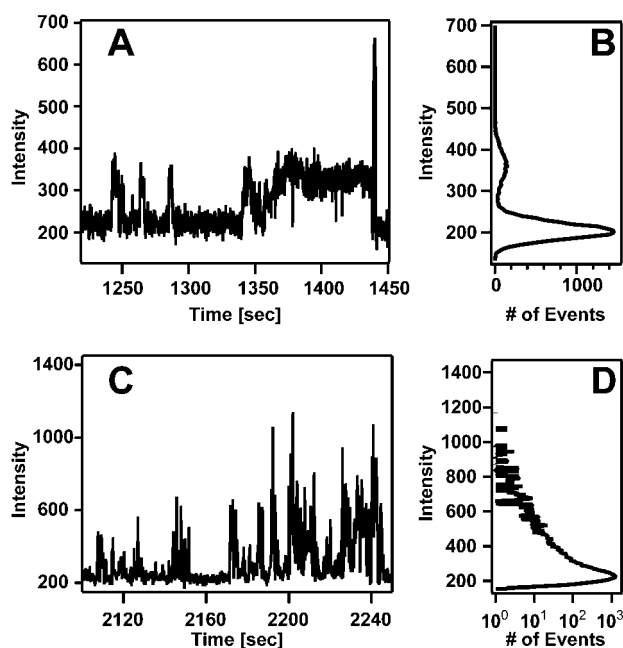 A
700
600
500
400
300
200
Intensity
1250 1300 1350 1400 1450
Time [sec]
B
700
600
500
400
300
200
Intensity
0 1000
# of Events
C
1400
1000
600
200
Intensity
2120 2160 2200 2240
Time [sec]
D
1400
1200
1000
800
600
400
200
Intensity
10⁰ 10¹ 10² 10³
# of Events